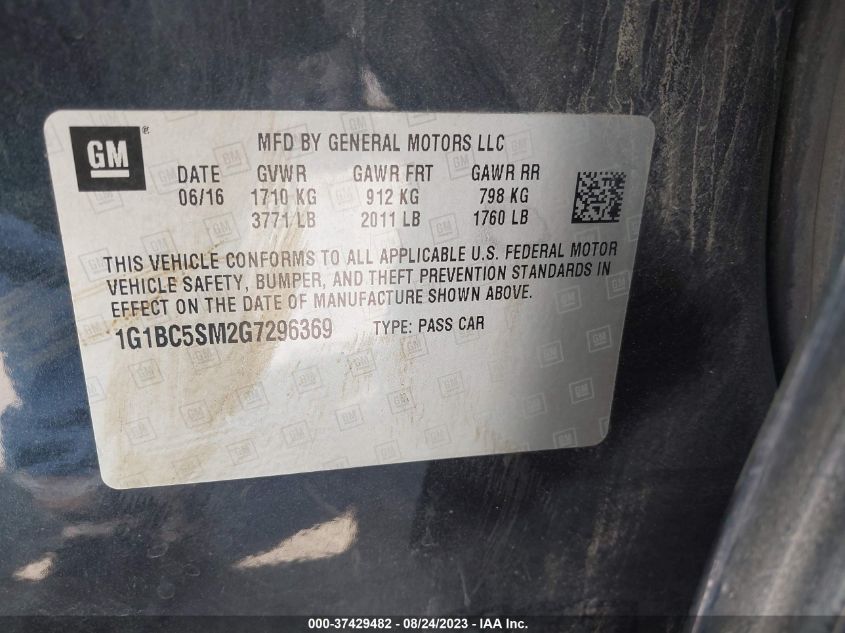 GM
MFD BY GENERAL MOTORS LLC
DATE GVWR GAWR FRT GAWR RR
06/16 1710 KG 912 KG 798 KG
3771 LB 2011 LB 1760 LB
THIS VEHICLE CONFORMS TO ALL APPLICABLE U.S. FEDERAL MOTOR
VEHICLE SAFETY, BUMPER, AND THEFT PREVENTION STANDARDS IN
EFFECT ON THE DATE OF MANUFACTURE SHOWN ABOVE.
1G1BC5SM2G7296369 TYPE: PASS CAR
000-37429482 - 08/24/2023 - IAA Inc.